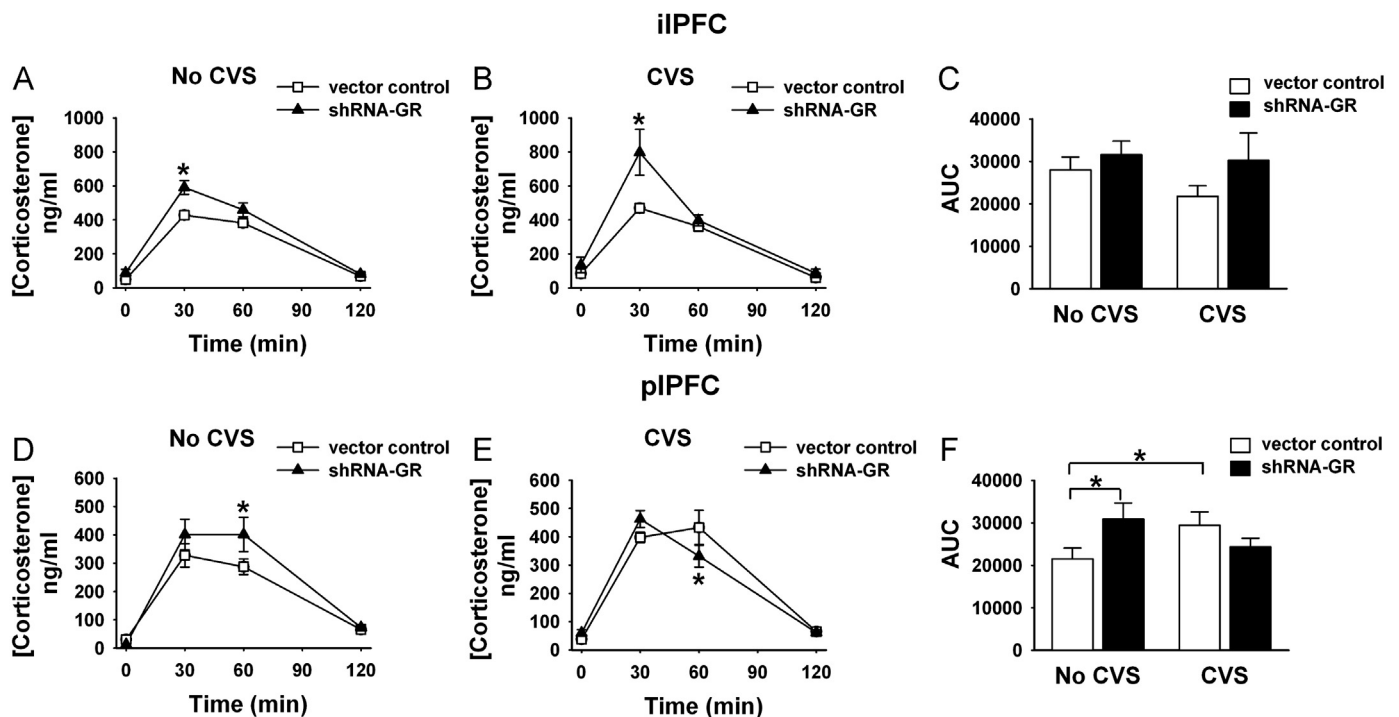 ilPFC
A
No CVS
vector control
shRNA-GR
[Corticosterone]
ng/ml
1000
800
600
400
200
0
*
0 30 60 90 120
Time (min)
B
CVS
vector control
shRNA-GR
[Corticosterone]
ng/ml
1000
800
600
400
200
0
*
0 30 60 90 120
Time (min)
C
vector control
shRNA-GR
AUC
40000
30000
20000
10000
0
No CVS CVS
plPFC
D
No CVS
vector control
shRNA-GR
[Corticosterone]
ng/ml
600
500
400
300
200
100
0
*
0 30 60 90 120
Time (min)
E
CVS
vector control
shRNA-GR
[Corticosterone]
ng/ml
600
500
400
300
200
100
0
*
0 30 60 90 120
Time (min)
F
vector control
shRNA-GR
AUC
40000
30000
20000
10000
0
*
*
No CVS CVS